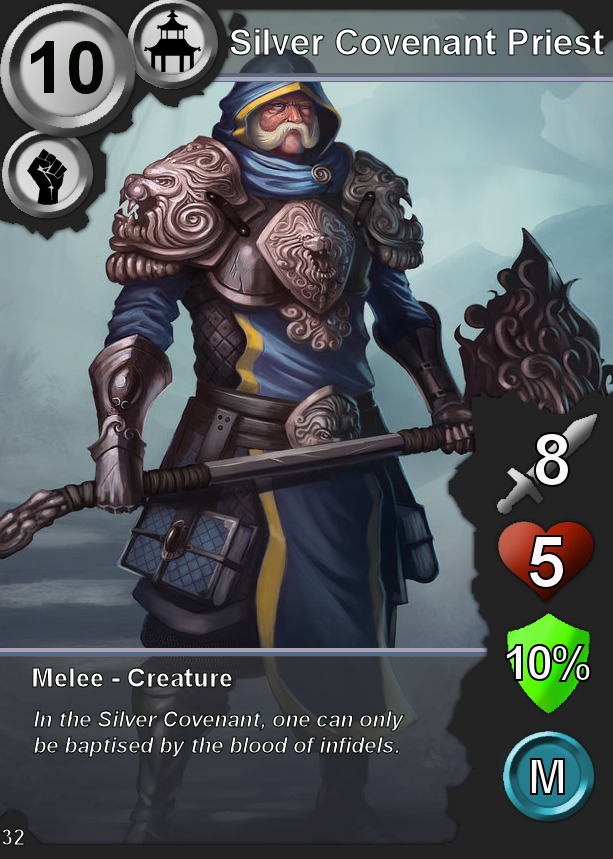 10
Silver Covenant Priest
8
5
10%
M
Melee - Creature
In the Silver Covenant, one can only
be baptised by the blood of infidels.
32